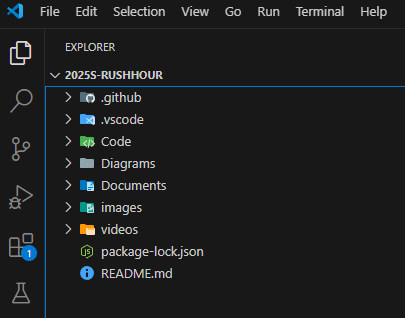 File Edit Selection View Go Run Terminal Help
EXPLORER
2025S-RUSHHOUR
.github
.vscode
Code
Diagrams
Documents
images
videos
package-lock.json
README.md
1